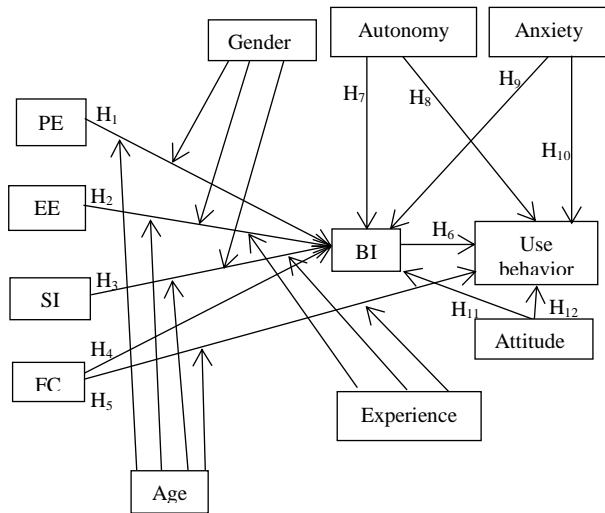 Gender
Autonomy
Anxiety
H7
H8
H9
H10
PE
H1
EE
H2
SI
H3
FC
H4
H5
BI
H6
Use
behavior
H11
H12
Attitude
Experience
Age